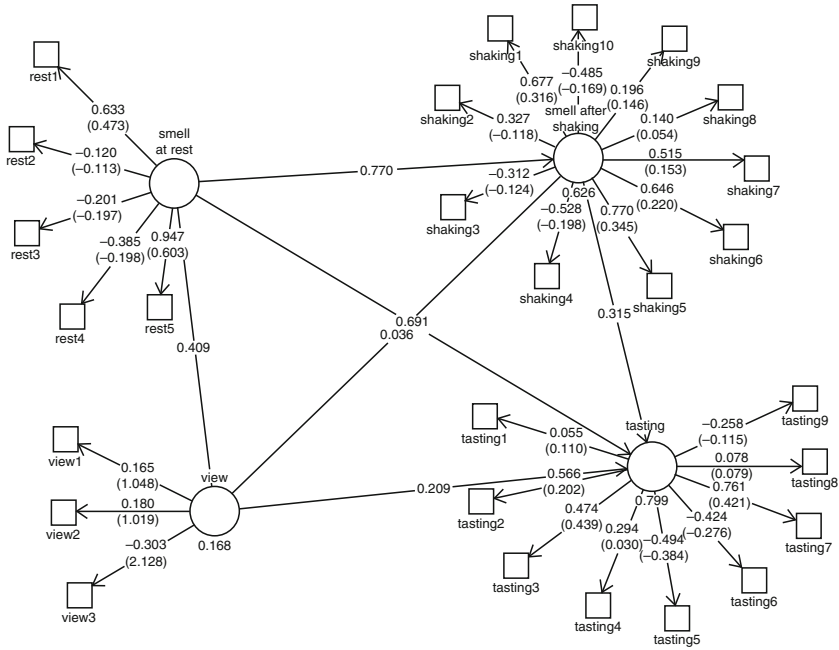 shaking10
shaking1
shaking9
rest1
−0.485
(−0.169)
0.677
(0.316)
0.196
(0.146)
shaking2
0.327
(−0.118)
smell after
shaking
0.140
(0.054)
shaking8
0.633
(0.473)
smell
at rest
rest2
−0.120
(−0.113)
0.770
−0.312
(−0.124)
0.515
(0.153)
shaking7
−0.201
(−0.197)
0.626
0.646
(0.220)
shaking3
−0.528
(−0.198)
0.770
(0.345)
shaking6
rest3
−0.385
(−0.198)
0.947
(0.603)
shaking4
shaking5
rest4
rest5
0.691
0.036
0.315
0.409
tasting9
tasting1
0.055
(0.110)
tasting
−0.258
(−0.115)
view1
0.165
(1.048)
view
0.566
(0.202)
0.078
(0.079)
tasting8
0.209
tasting2
0.799
0.761
(0.421)
view2
0.180
(1.019)
0.474
(0.439)
−0.424
(−0.276)
tasting7
0.294
(0.030)
−0.494
(−0.384)
−0.303
(2.128)
0.168
tasting3
view3
tasting6
tasting4
tasting5